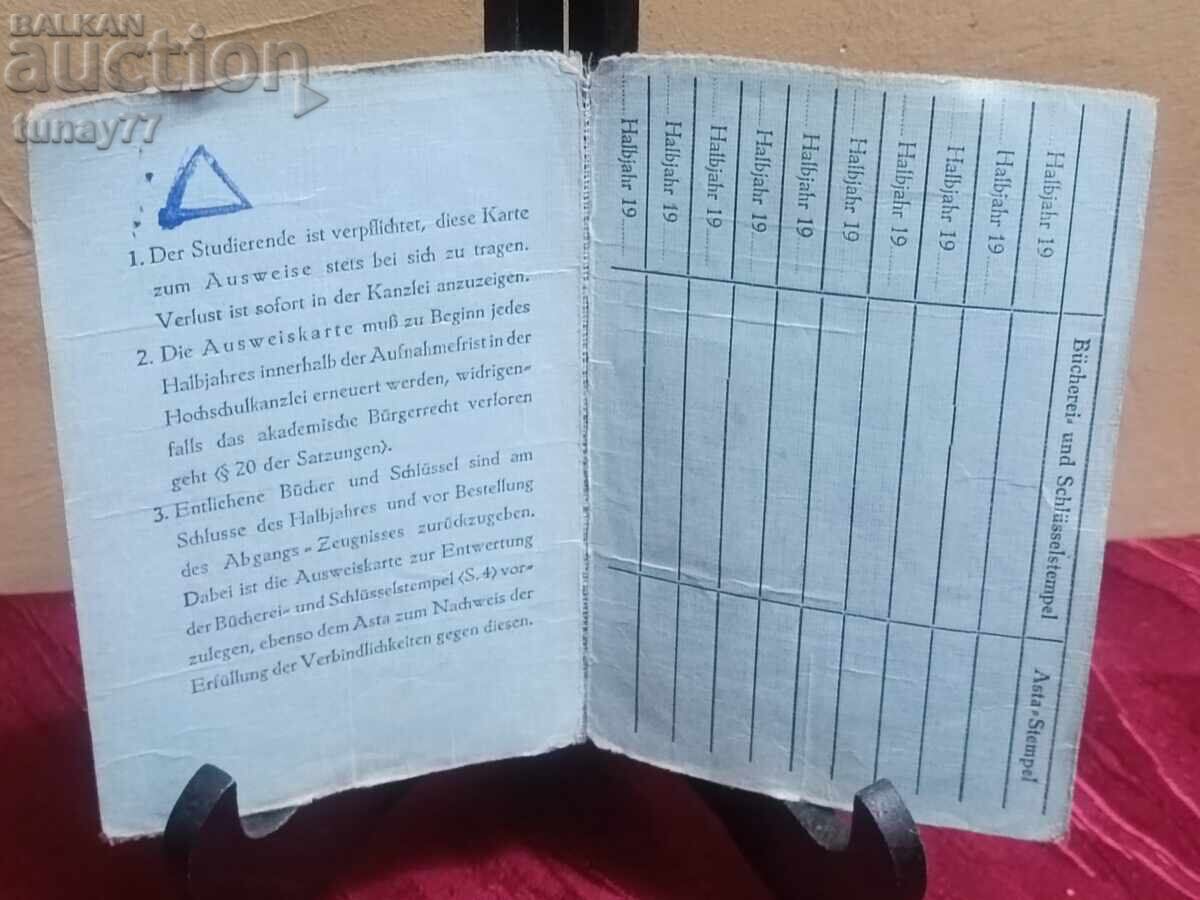 BALKAN
auction
tunay77
1. Der Studierende ist verpflichtet, diese Karte
zum Ausweise stets bei sich zu tragen.
Verlust ist sofort in der Kanzlei anzuzeigen.
2. Die Ausweiskarte muß zu Beginn jedes
Halbjahres innerhalb der Aufnahmefrist in der
Hochschulkanzlei erneuert werden, widrigen-
falls das akademische Bürgerrecht verloren
geht (§ 20 der Satzungen).
3. Entliehene Bücher und Schlüssel sind am
Schlusse des Halbjahres und vor Bestellung
des Abgangs-Zeugnisses zurückzugeben.
Dabei ist die Ausweiskarte zur Entwertung
der Bücherei- und Schlüsselstempel (S. 4) vor-
zulegen, ebenso dem Asta zum Nachweis der
Erfüllung der Verbindlichkeiten gegen diesen.
Bücherei- und Schlüsselstempel Asta-Stempel
........ Halbjahr 19 ......
........ Halbjahr 19 ......
........ Halbjahr 19 ......
........ Halbjahr 19 ......
........ Halbjahr 19 ......
........ Halbjahr 19 ......
........ Halbjahr 19 ......
........ Halbjahr 19 ......
........ Halbjahr 19 ......
........ Halbjahr 19 ......